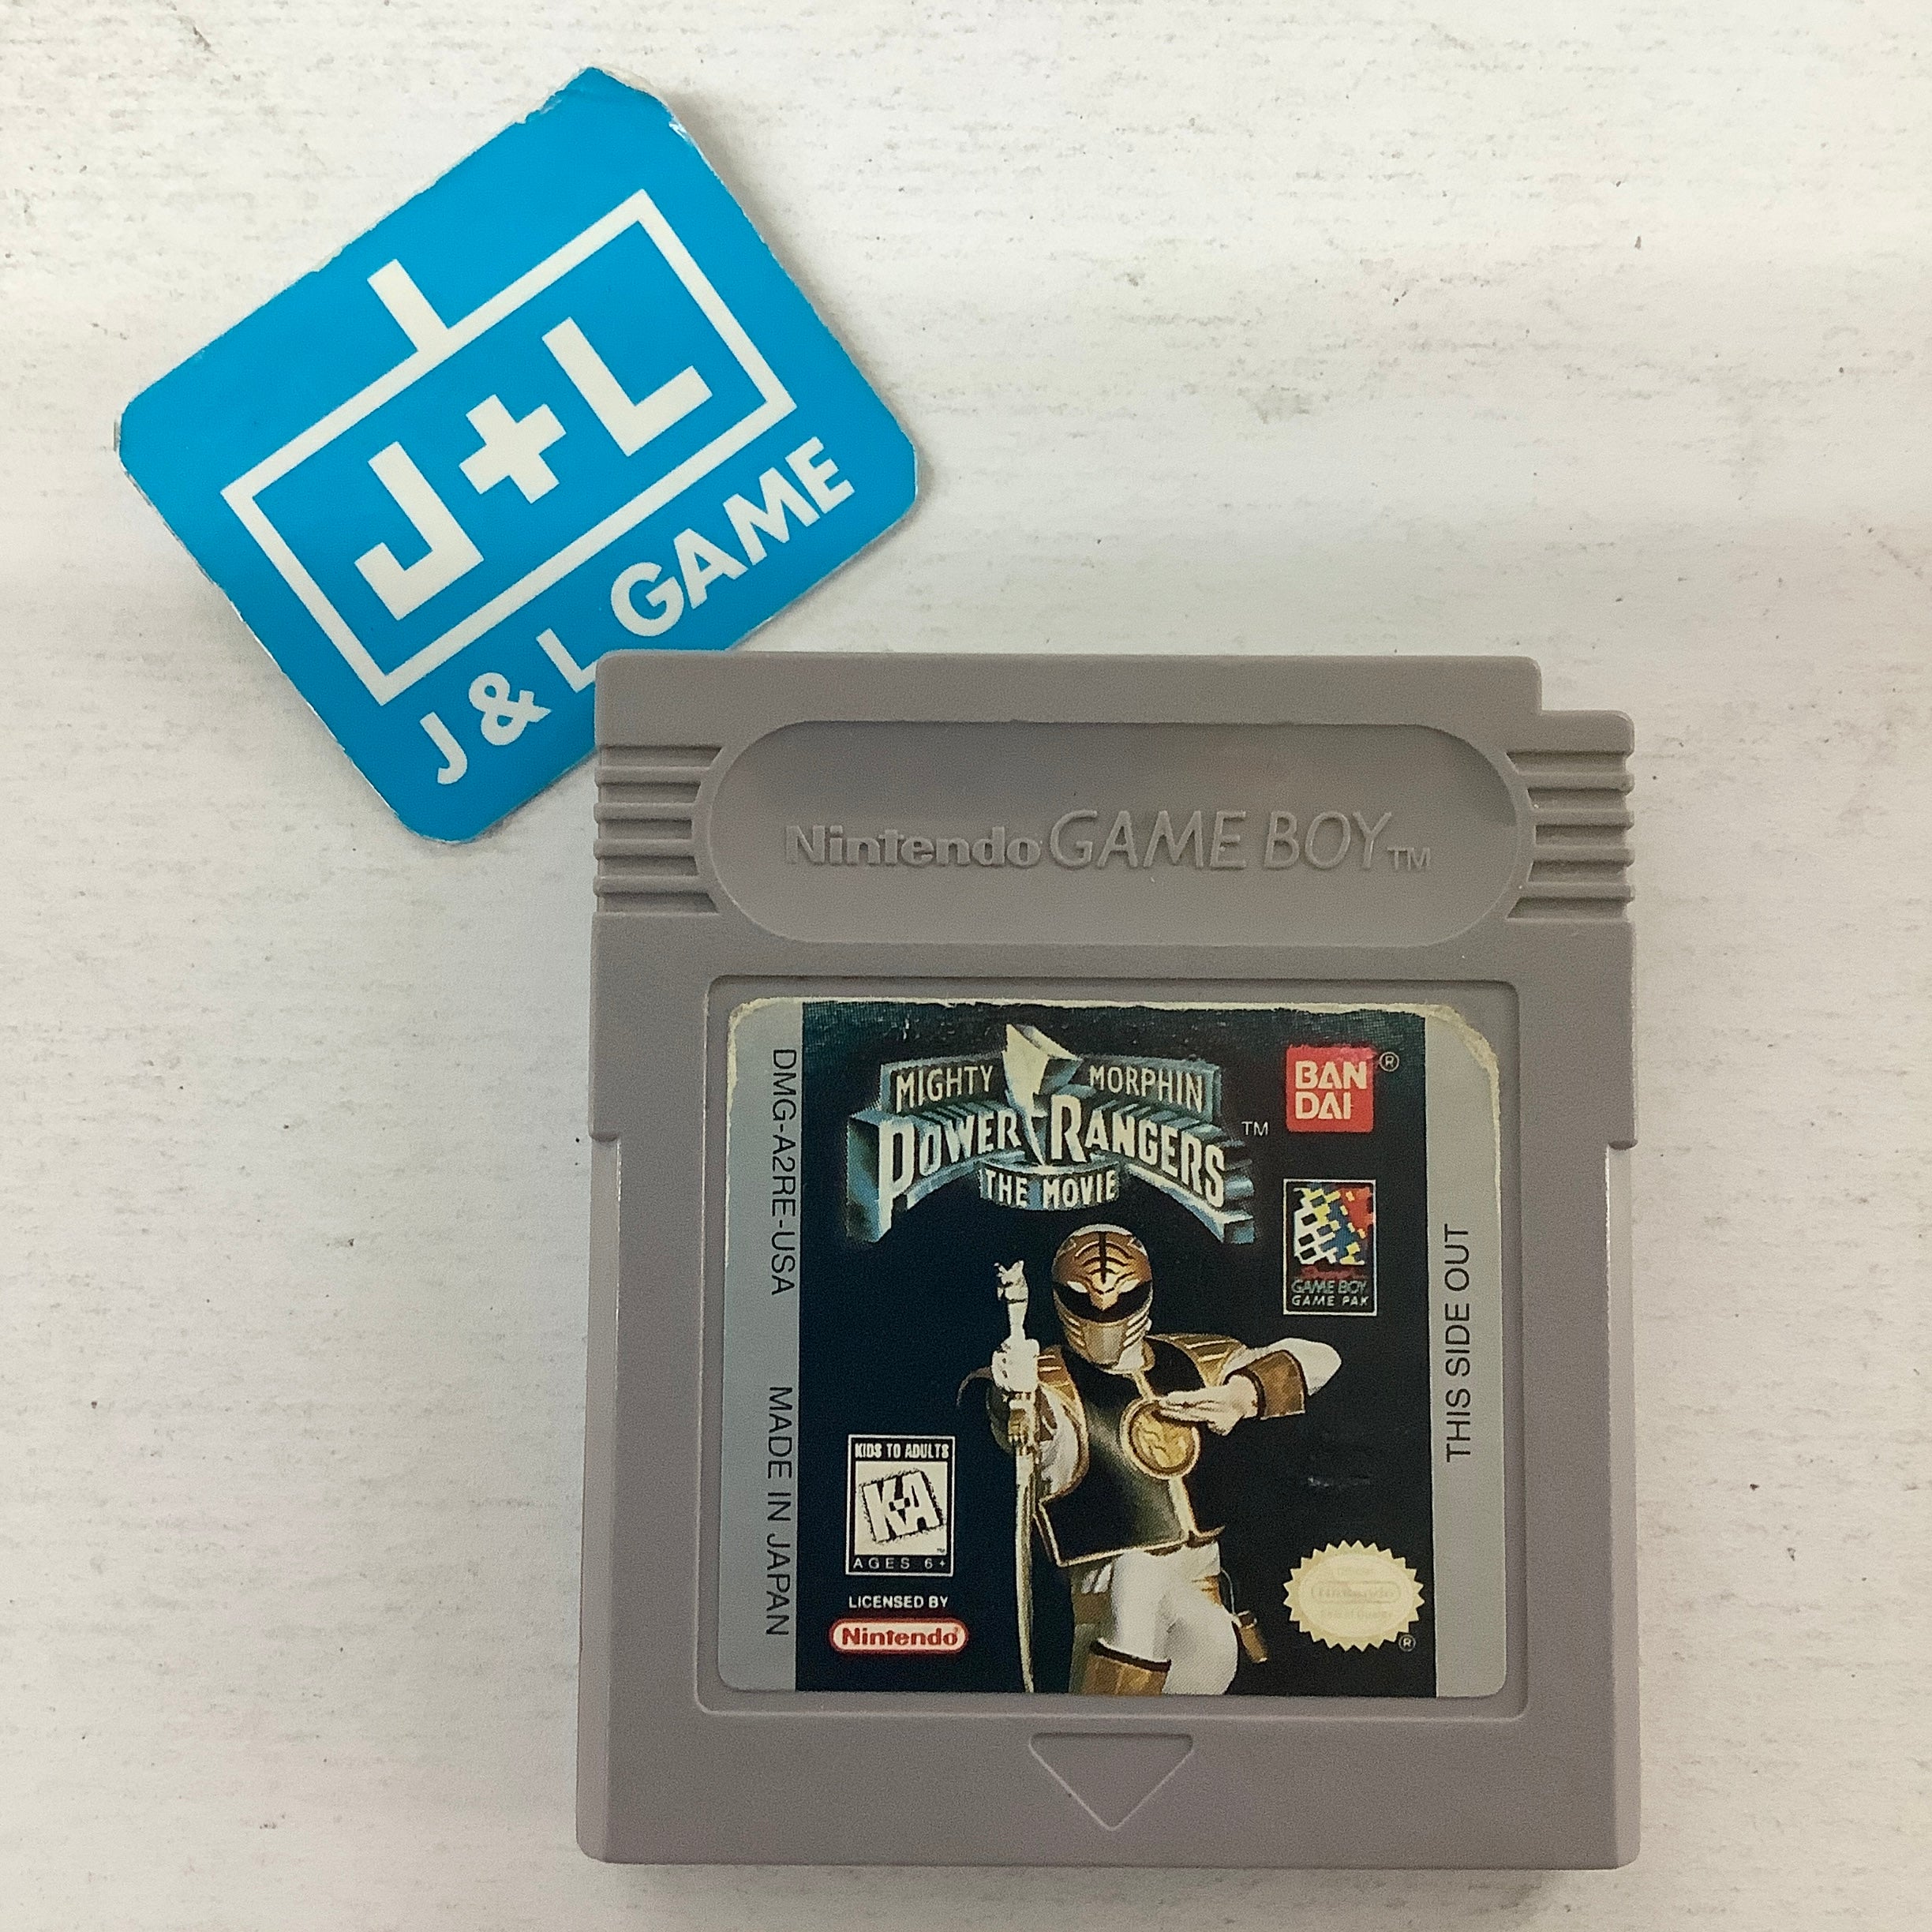 J+L
J & L GAME
Nintendo GAME BOY TM
MIGHTY MORPHIN
POWER RANGERS TM
THE MOVIE
BAN
DAI ®
GAME BOY
GAME PAK
DMG-A2RE-USA MADE IN JAPAN
THIS SIDE OUT
KIDS TO ADULTS
K-A
AGES 6+
LICENSED BY
Nintendo®
Nintendo
®